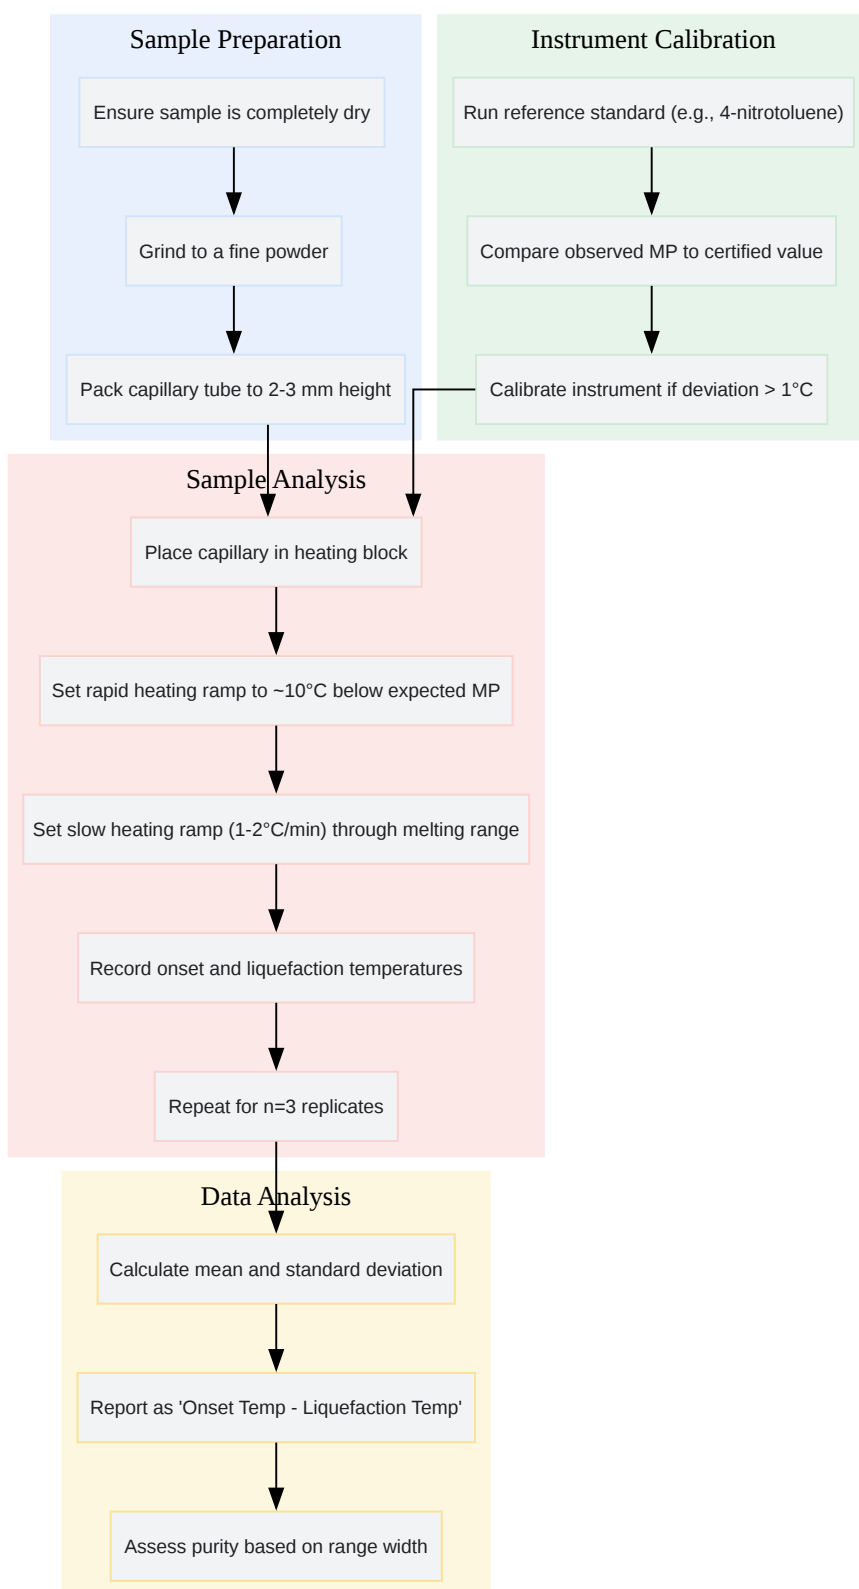 Sample Preparation
Ensure sample is completely dry
Grind to a fine powder
Pack capillary tube to 2-3 mm height
Instrument Calibration
Run reference standard (e.g., 4-nitrotoluene)
Compare observed MP to certified value
Calibrate instrument if deviation > 1°C
Sample Analysis
Place capillary in heating block
Set rapid heating ramp to ~10°C below expected MP
Set slow heating ramp (1-2°C/min) through melting range
Record onset and liquefaction temperatures
Repeat for n=3 replicates
Data Analysis
Calculate mean and standard deviation
Report as 'Onset Temp - Liquefaction Temp'
Assess purity based on range width